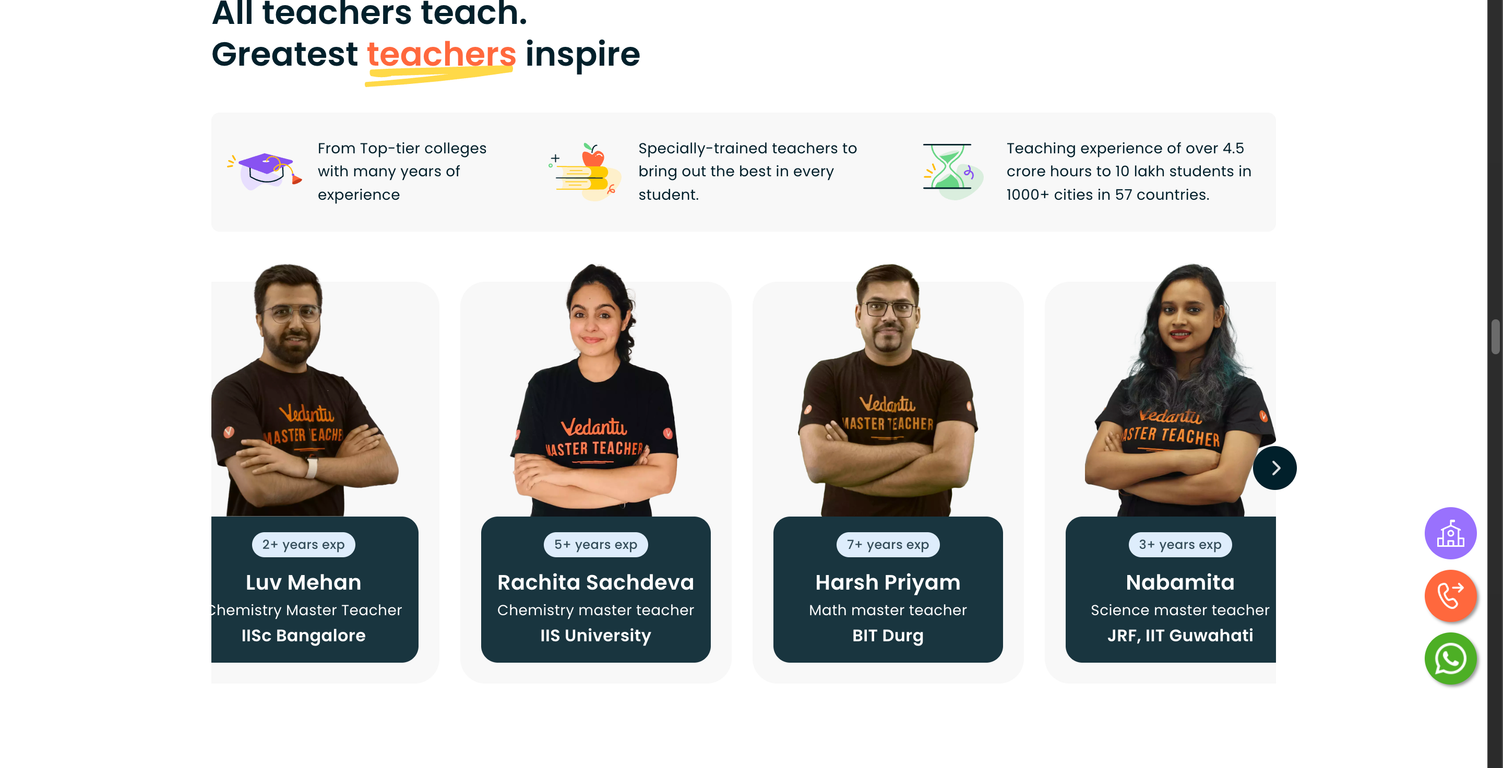 All teachers teach.
Greatest teachers inspire
From Top-tier colleges
with many years of
experience
Specially-trained teachers to
bring out the best in every
student.
Teaching experience of over 4.5
crore hours to 10 lakh students in
1000+ cities in 57 countries.
Vedantu
MASTER TEACHER
2+ years exp
Luv Mehan
Chemistry Master Teacher
IISc Bangalore
Vedantu
MASTER TEACHER
5+ years exp
Rachita Sachdeva
Chemistry master teacher
IIS University
Vedantu
MASTER TEACHER
7+ years exp
Harsh Priyam
Math master teacher
BIT Durg
Vedantu
MASTER TEACHER
3+ years exp
Nabamita
Science master teacher
JRF, IIT Guwahati